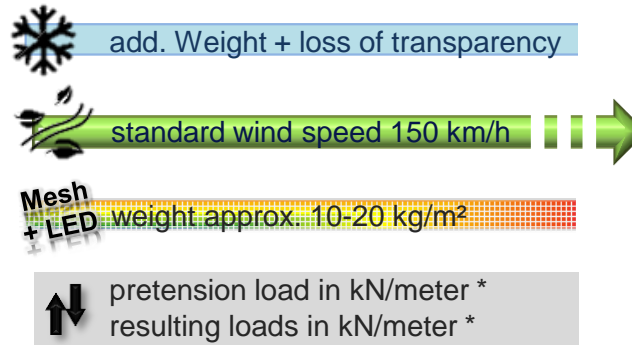 add. Weight + loss of transparency
standard wind speed 150 km/h
Mesh
+ LED
weight approx. 10-20 kg/m²
pretension load in kN/meter *
resulting loads in kN/meter *